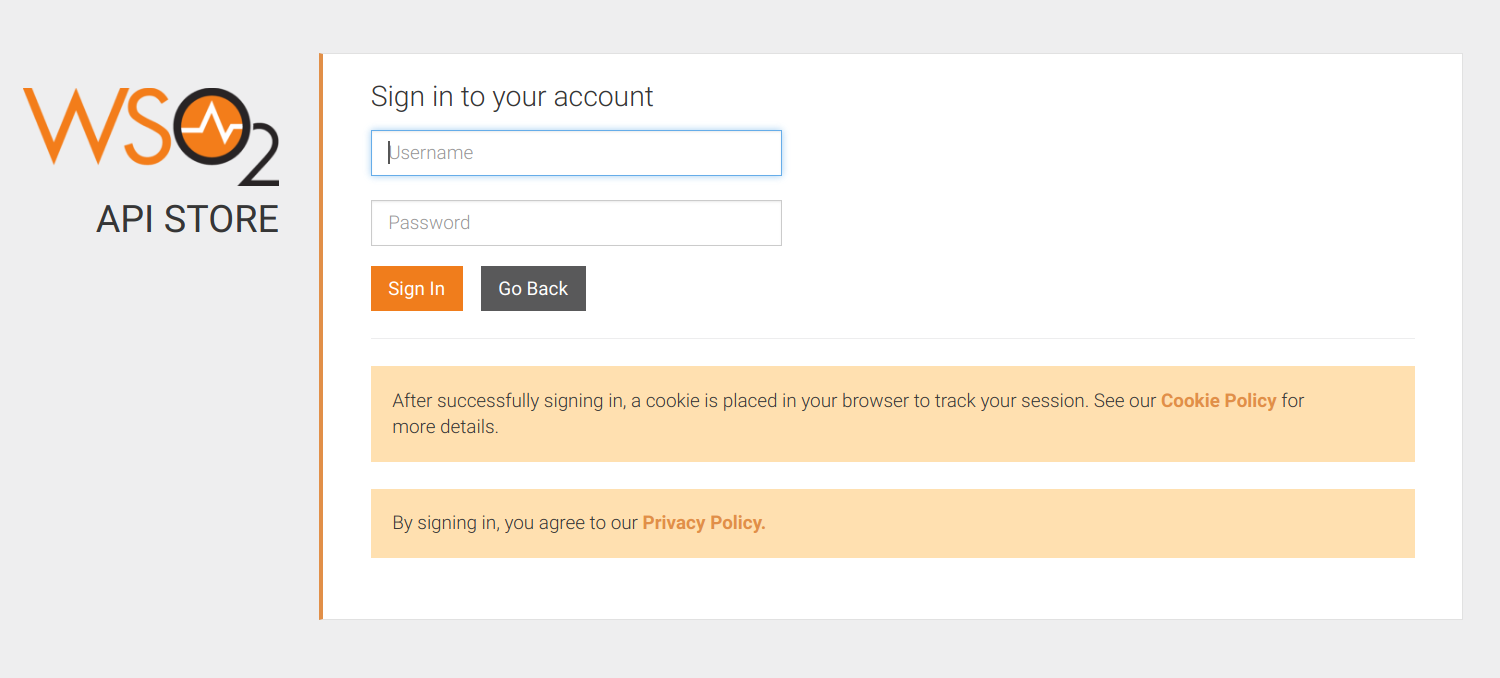 WSO2
API STORE
Sign in to your account
Username
Password
Sign In Go Back
After successfully signing in, a cookie is placed in your browser to track your session. See our Cookie Policy for
more details.
By signing in, you agree to our Privacy Policy.